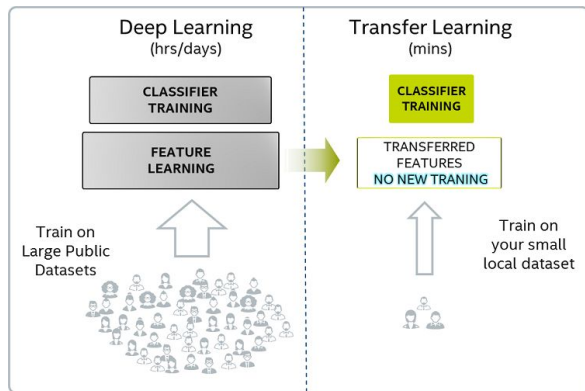 Deep Learning
(hrs/days)
CLASSIFIER
TRAINING
FEATURE
LEARNING
Train on
Large Public
Datasets
Transfer Learning
(mins)
CLASSIFIER
TRAINING
TRANSFERRED
FEATURES
NO NEW TRANING
Train on
your small
local dataset